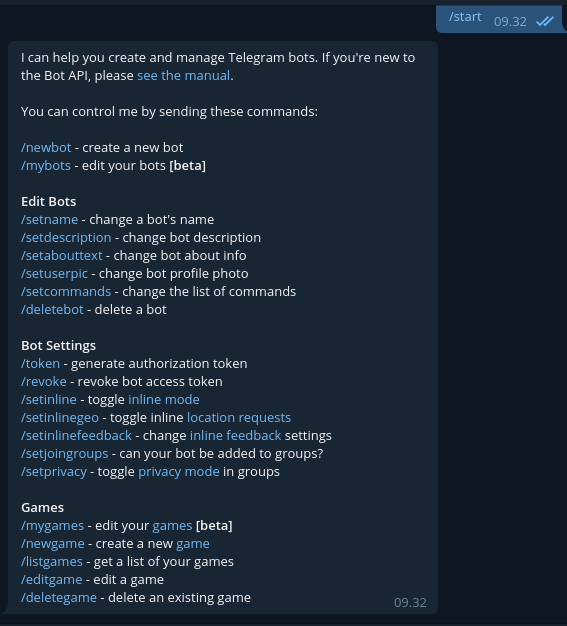 /start 09.32
I can help you create and manage Telegram bots. If you're new to
the Bot API, please see the manual.
You can control me by sending these commands:
/newbot - create a new bot
/mybots - edit your bots [beta]
Edit Bots
/setname - change a bot's name
/setdescription - change bot description
/setabouttext - change bot about info
/setuserpic - change bot profile photo
/setcommands - change the list of commands
/deletebot - delete a bot
Bot Settings
/token - generate authorization token
/revoke - revoke bot access token
/setinline - toggle inline mode
/setinlinegeo - toggle inline location requests
/setinlinefeedback - change inline feedback settings
/setjoingroups - can your bot be added to groups?
/setprivacy - toggle privacy mode in groups
Games
/mygames - edit your games [beta]
/newgame - create a new game
/listgames - get a list of your games
/editgame - edit a game
/deletegame - delete an existing game
09.32